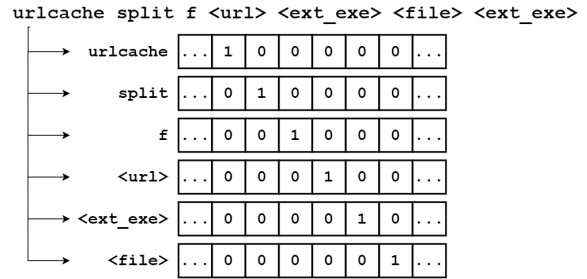 urlcache split f <url> <ext_exe> <file> <ext_exe>
urlcache ... 1 0 0 0 0 0 ...
split ... 0 1 0 0 0 0 ...
f ... 0 0 1 0 0 0 ...
<url> ... 0 0 0 1 0 0 ...
<ext_exe> ... 0 0 0 0 1 0 ...
<file> ... 0 0 0 0 0 1 ...